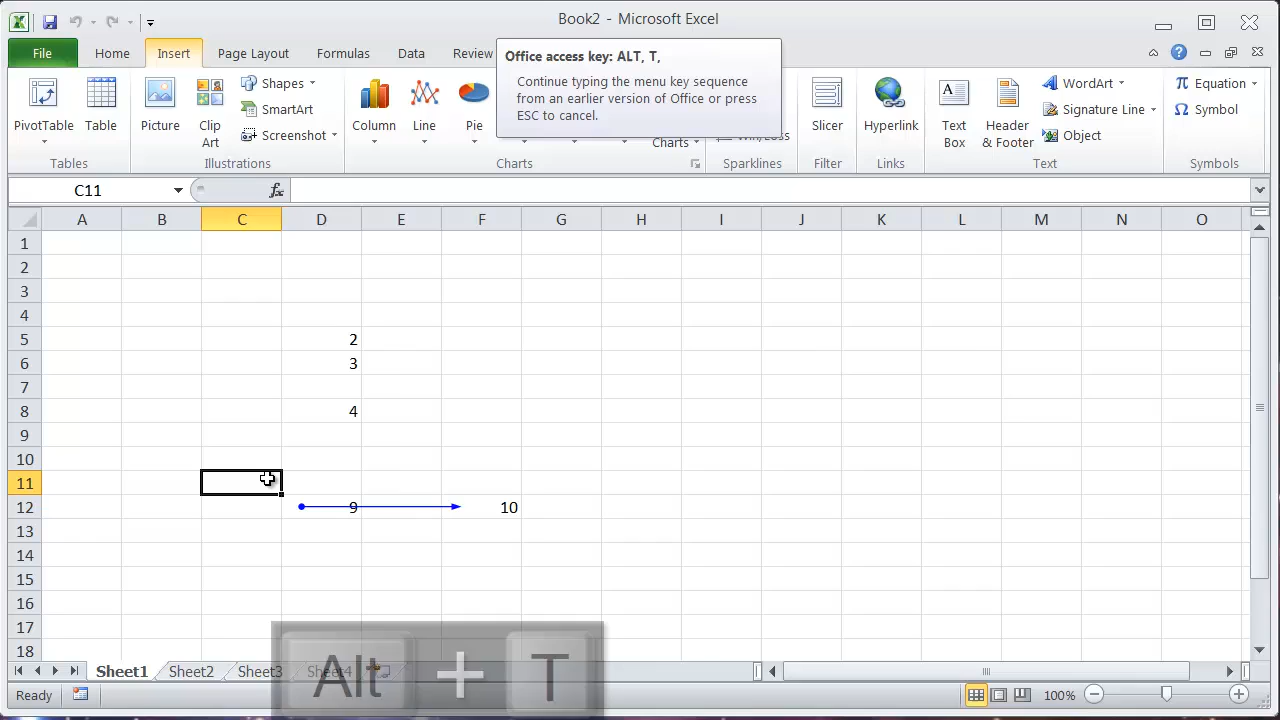 Book2 - Microsoft Excel
File Home Insert Page Layout Formulas Data Review
Office access key: ALT, T,
Continue typing the menu key sequence
from an earlier version of Office or press
ESC to cancel.
PivotTable
Table
Picture
Clip
Art
Shapes
SmartArt
Screenshot
Column
Line
Pie
Charts
Slicer
Hyperlink
Text
Box
Header
& Footer
WordArt
Signature Line
Object
Equation
Symbol
Tables Illustrations Charts Sparklines Filter Links Text Symbols
C11 fx
A B C D E F G H I J K L M N O
1
2
3
4
5 2
6 3
7
8 4
9
10
11
12 9 10
13
14
15
16
17
18
Alt + T
Sheet1 Sheet2 Sheet3 Sheet4
Ready 100%